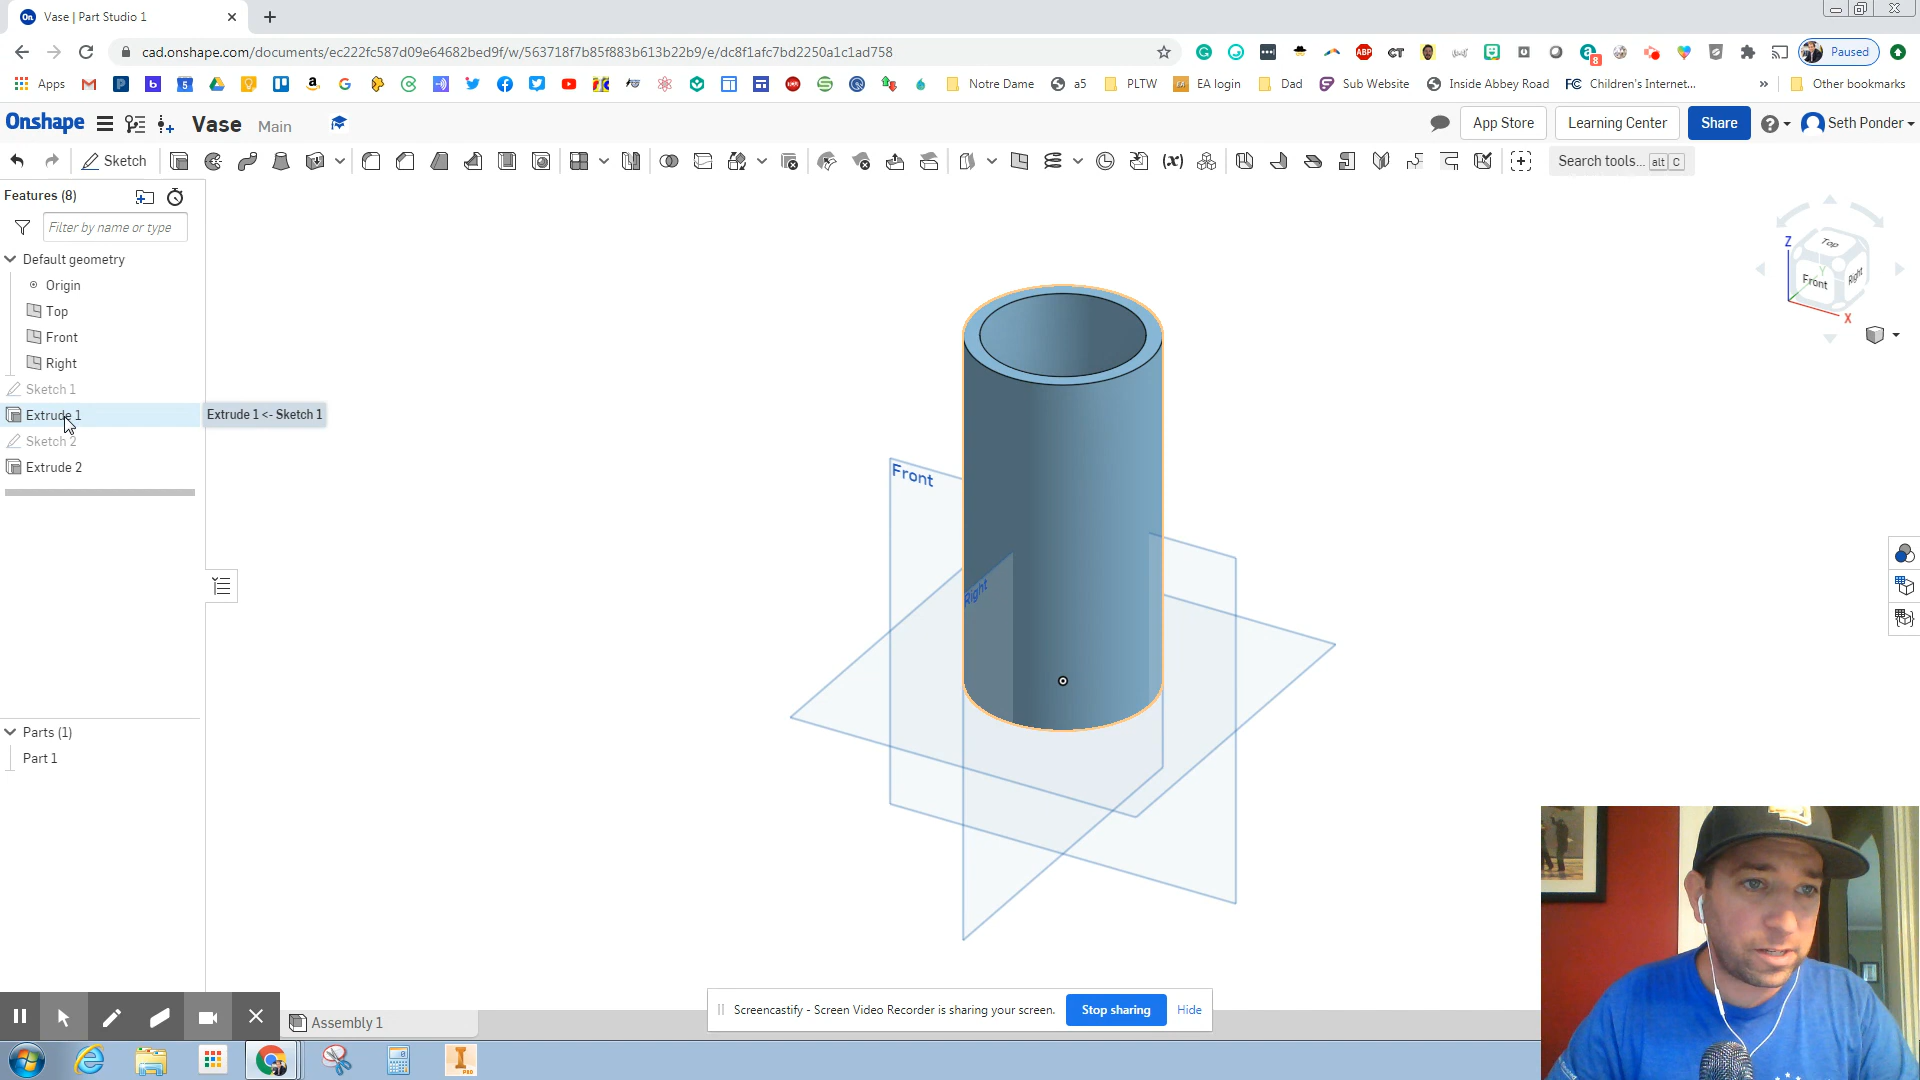 Vase | Part Studio 1
cad.onshape.com/documents/ec222fc587d09e64682bed9f/w/563718f7b85f883b613b22b9/e/dc8f1afc7bd2250a1c1ad758
ABP
CT
8
Paused
Apps
Notre Dame
a5
PLTW
EA login
Dad
Sub Website
Inside Abbey Road
Children's Internet...
»
Other bookmarks
Onshape
Vase
Main
App Store
Learning Center
Share
Seth Ponder
Sketch
(x)
Search tools... alt C
Features (8)
Filter by name or type
Default geometry
Origin
Top
Front
Right
Sketch 1
Extrude 1
Extrude 1 <- Sketch 1
Sketch 2
Extrude 2
Parts (1)
Part 1
Front
Right
Z
Top
Y
Front
Right
X
Screencastify - Screen Video Recorder is sharing your screen.
Stop sharing
Hide
Assembly 1